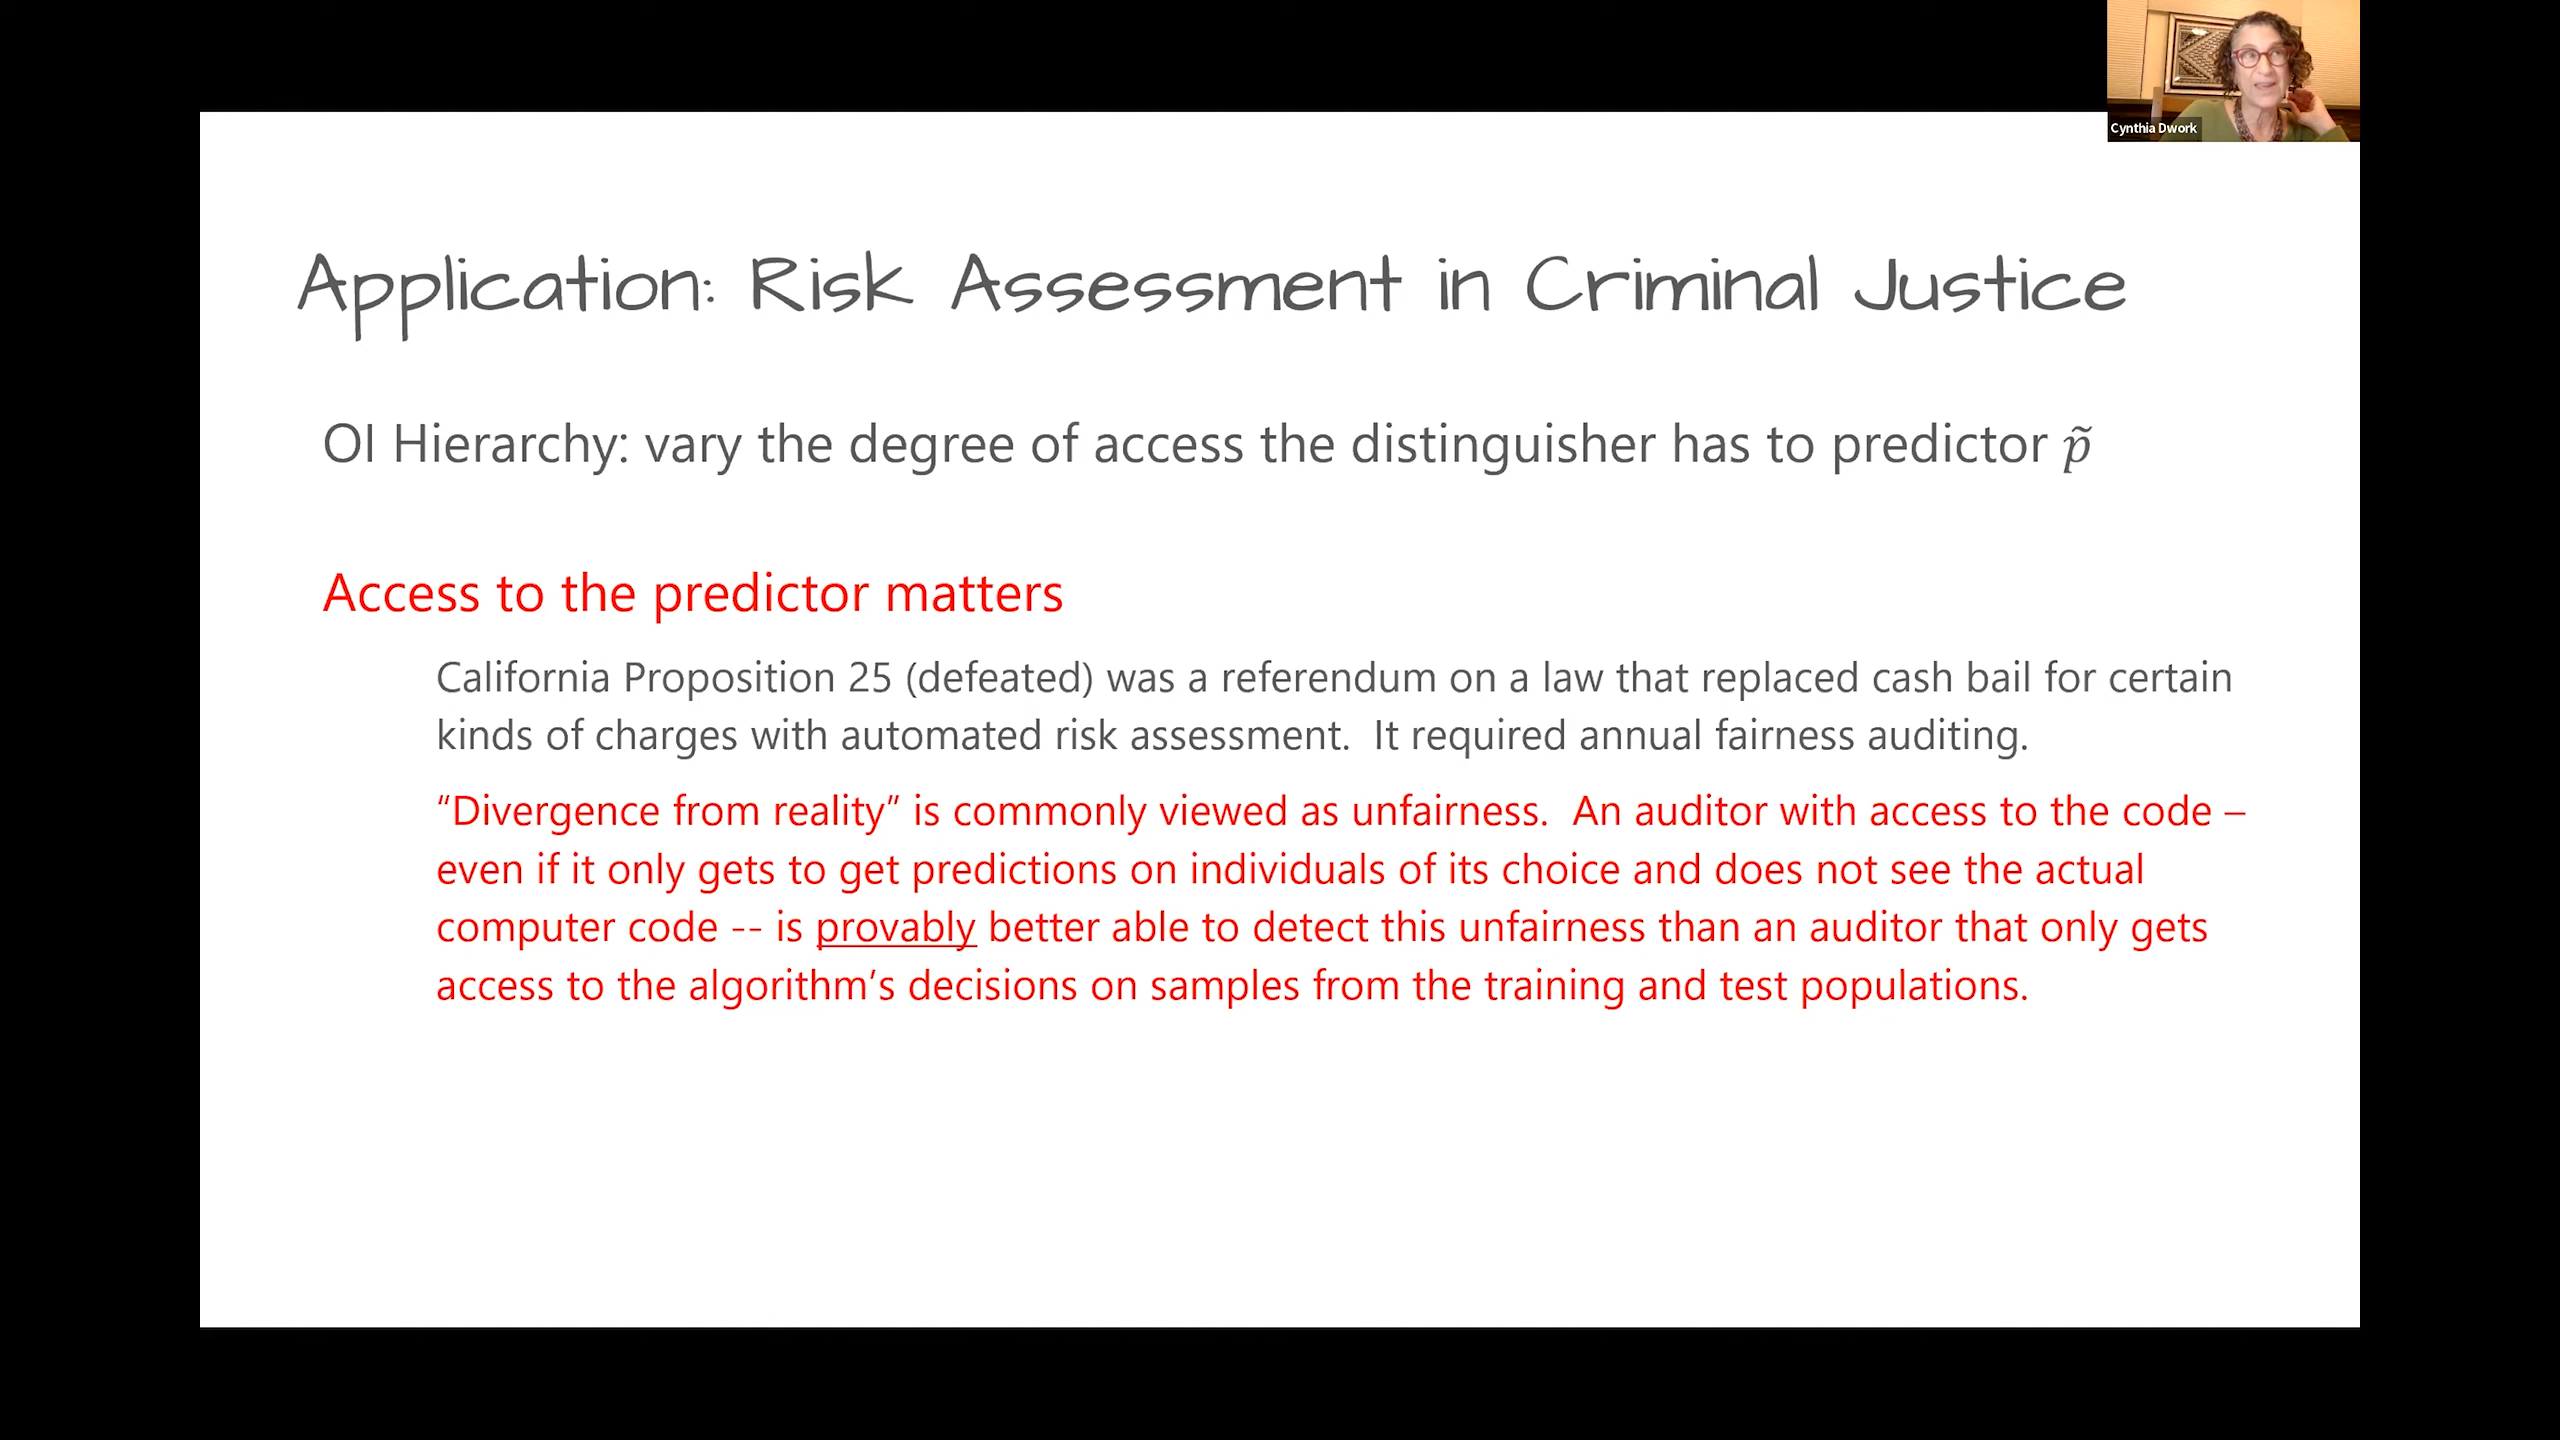 Cynthia Dwork
Application: Risk Assessment in Criminal Justice
OI Hierarchy: vary the degree of access the distinguisher has to predictor p̃
Access to the predictor matters
California Proposition 25 (defeated) was a referendum on a law that replaced cash bail for certain
kinds of charges with automated risk assessment.  It required annual fairness auditing.
“Divergence from reality” is commonly viewed as unfairness.  An auditor with access to the code –
even if it only gets to get predictions on individuals of its choice and does not see the actual
computer code -- is provably better able to detect this unfairness than an auditor that only gets
access to the algorithm’s decisions on samples from the training and test populations.